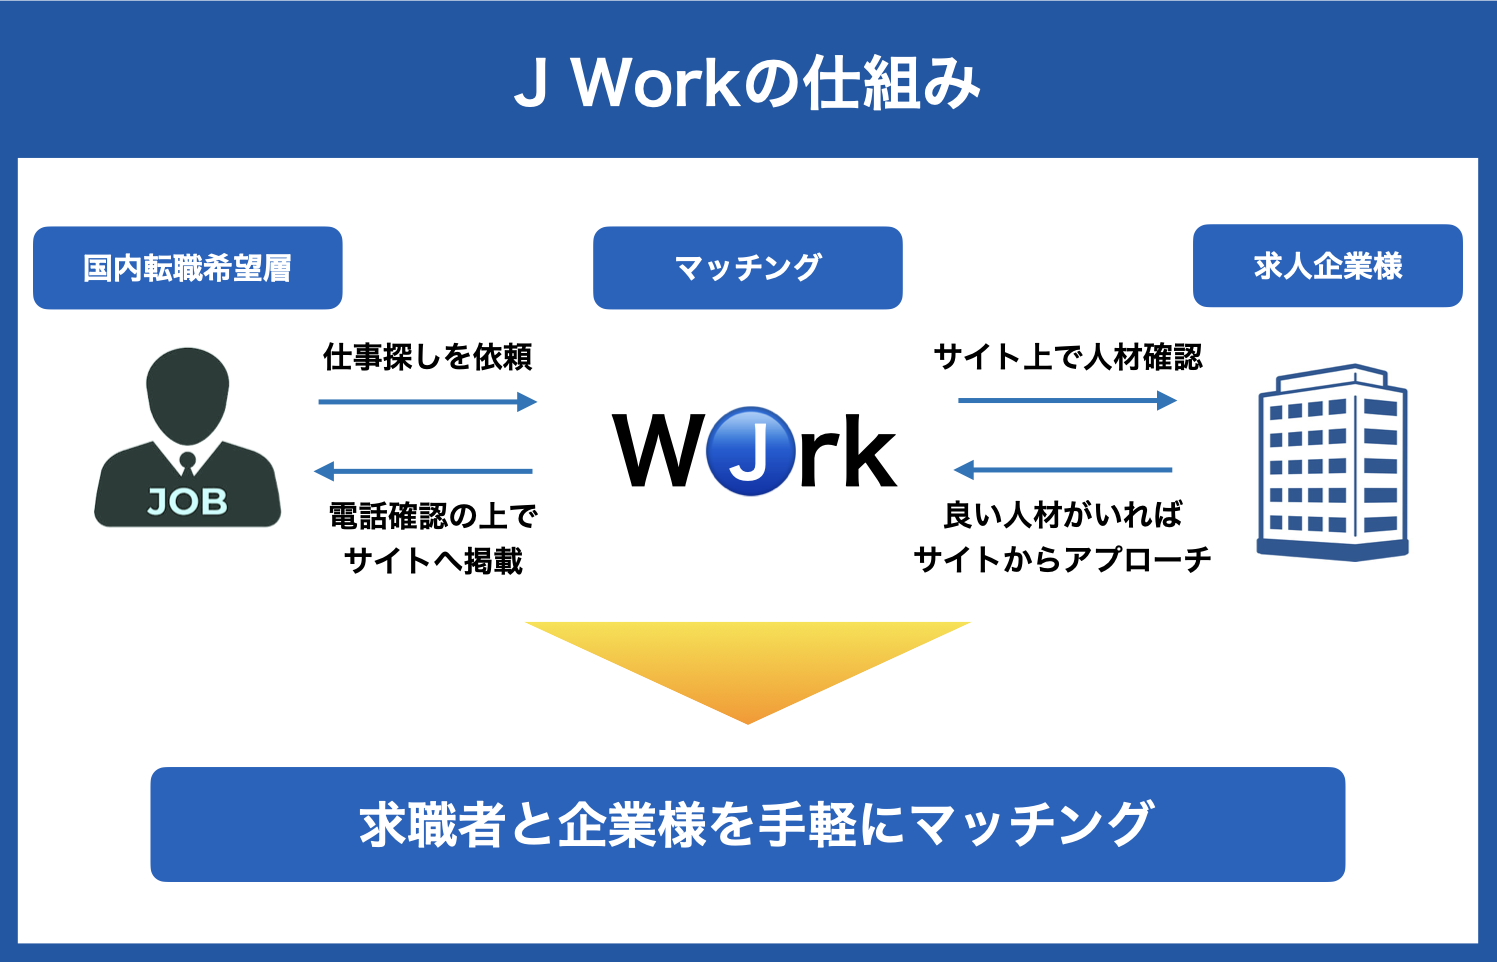 J Workの仕組み
国内転職希望層
マッチング
求人企業様
仕事探しを依頼
サイト上で人材確認
JOB
WJrk
電話確認の上で
サイトへ掲載
良い人材がいれば
サイトからアプローチ
求職者と企業様を手軽にマッチング